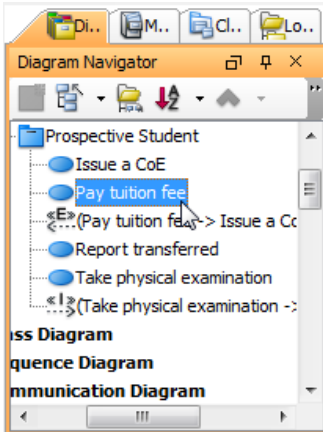 Di.. M.. Cl.. Lo..
Diagram Navigator
Prospective Student
Issue a CoE
Pay tuition fee
«E» (Pay tuition fee -> Issue a Co
Report transferred
Take physical examination
«I» (Take physical examination ->
ass Diagram
quence Diagram
mmunication Diagram